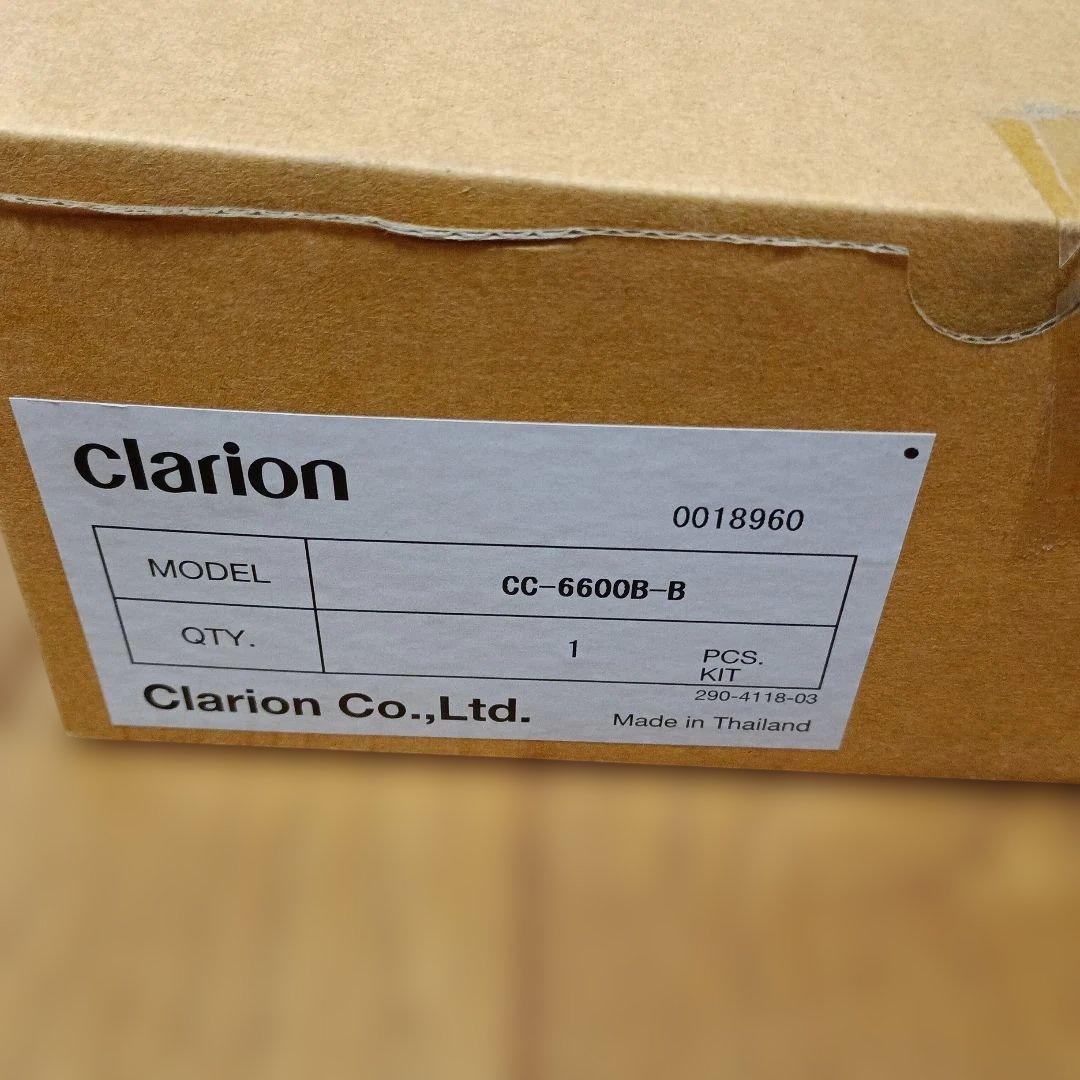 clarion
0018960
MODEL CC-6600B-B
QTY. 1 PCS.
KIT
290-4118-03
Clarion Co.,Ltd. Made in Thailand